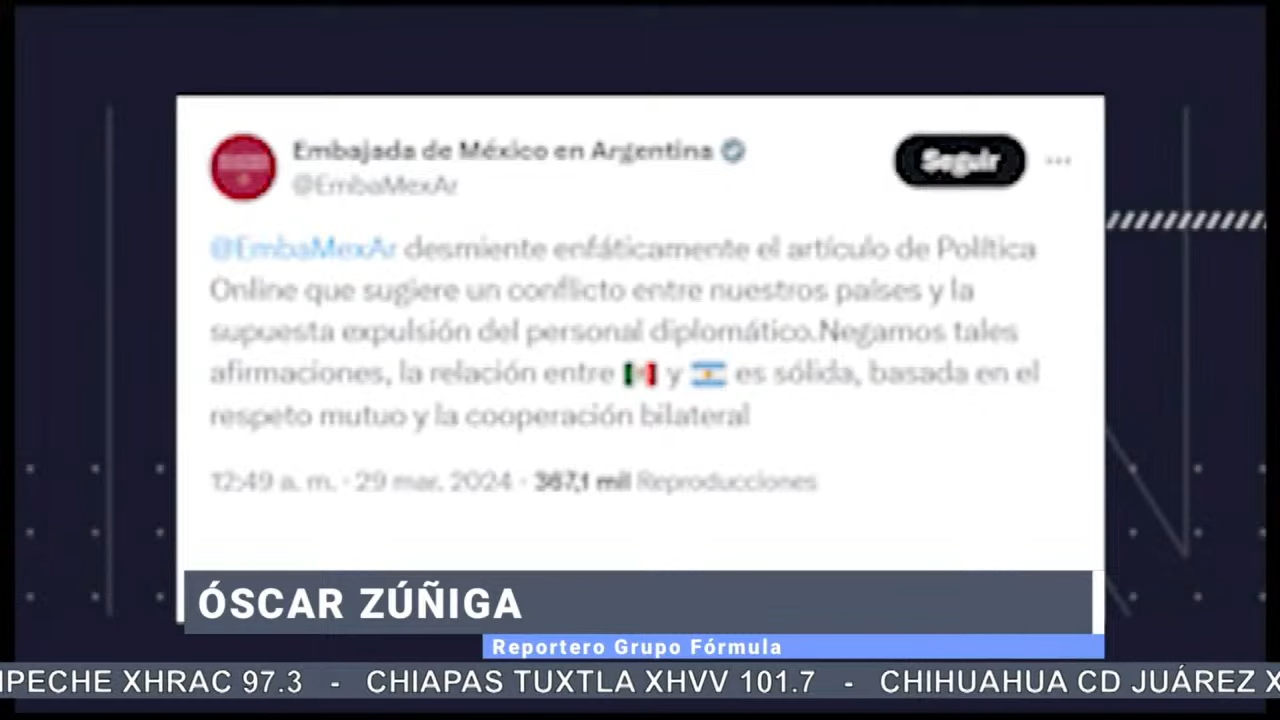 Embajada de México en Argentina
@EmbaMexAr
Seguir
@EmbaMexAr desmiente enfáticamente el artículo de Política
Online que sugiere un conflicto entre nuestros países y la
supuesta expulsión del personal diplomático.Negamos tales
afirmaciones, la relación entre 🇲🇽 y 🇦🇷 es sólida, basada en el
respeto mutuo y la cooperación bilateral
12:49 a. m. · 29 mar. 2024 · 367,1 mil Reproducciones
ÓSCAR ZÚÑIGA
Reportero Grupo Fórmula
MPECHE XHRAC 97.3 - CHIAPAS TUXTLA XHVV 101.7 - CHIHUAHUA CD JUÁREZ X